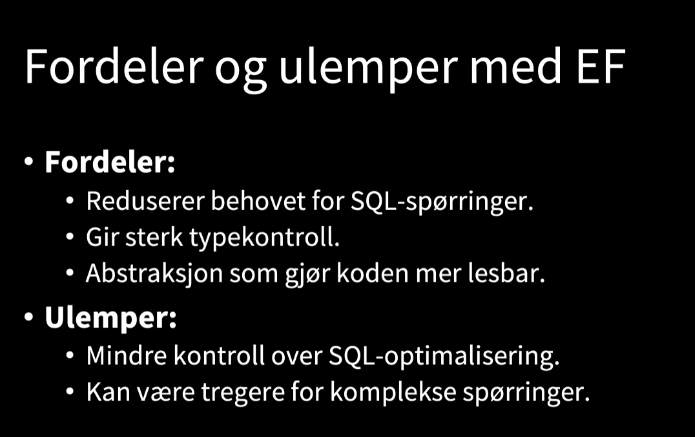 Fordeler og ulemper med EF
• Fordeler:
• Reduserer behovet for SQL-spørringer.
• Gir sterk typekontroll.
• Abstraksjon som gjør koden mer lesbar.
• Ulemper:
• Mindre kontroll over SQL-optimalisering.
• Kan være tregere for komplekse spørringer.